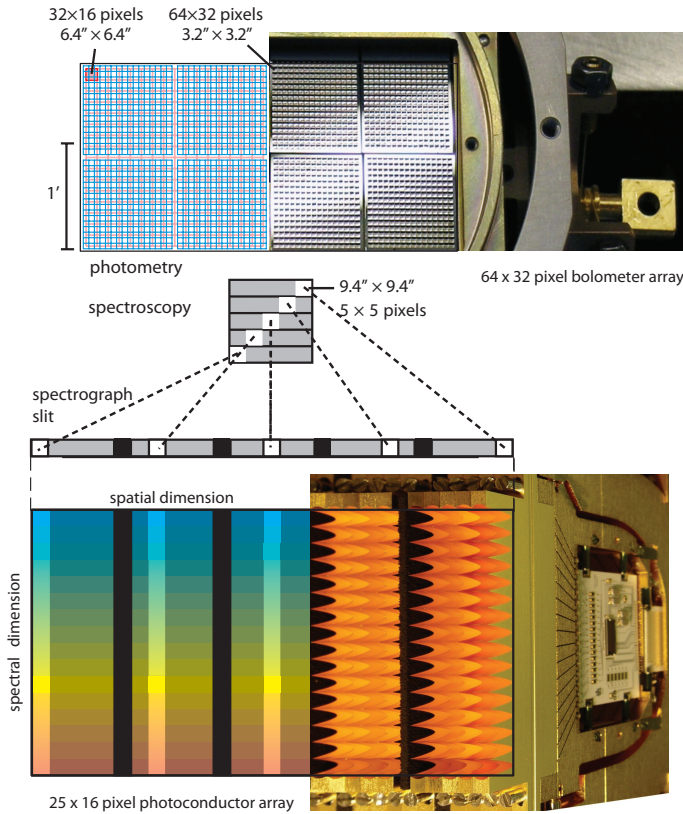 32×16 pixels
6.4” × 6.4”
64×32 pixels
3.2” × 3.2”
1’
photometry
64 x 32 pixel bolometer array
spectroscopy
9.4” × 9.4”
5 × 5 pixels
spectrograph
slit
spatial dimension
spectral dimension
25 x 16 pixel photoconductor array